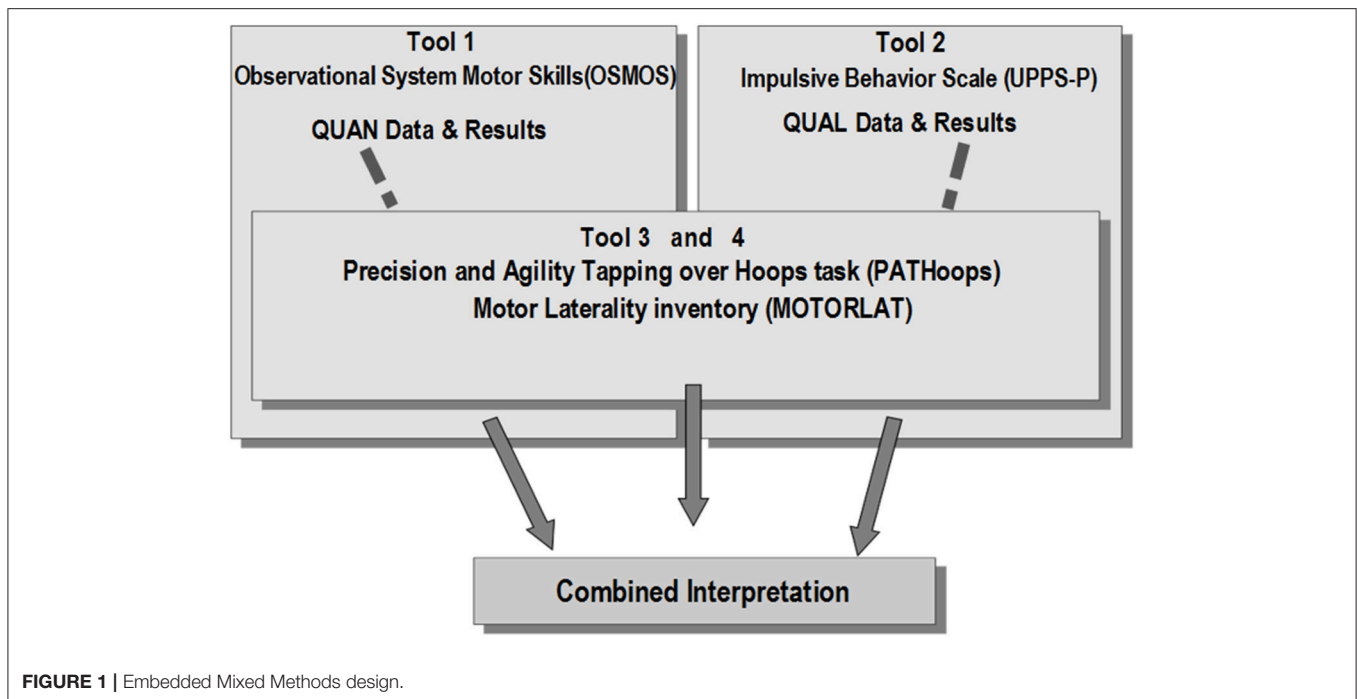 Tool 1
Observational System Motor Skills(OSMOS)
QUAN Data & Results
Tool 2
Impulsive Behavior Scale (UPPS-P)
QUAL Data & Results
Tool 3 and 4
Precision and Agility Tapping over Hoops task (PATHoops)
Motor Laterality inventory (MOTORLAT)
Combined Interpretation
FIGURE 1 | Embedded Mixed Methods design.